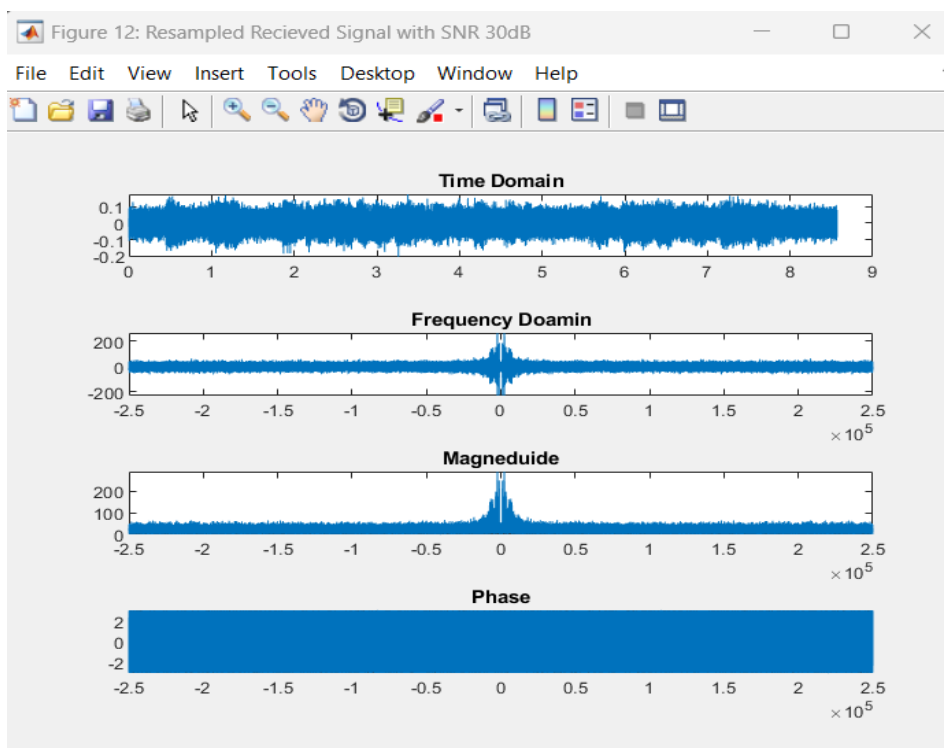 Figure 12: Resampled Recieved Signal with SNR 30dB
File Edit View Insert Tools Desktop Window Help
Time Domain
0.1
0
-0.1
-0.2
0 1 2 3 4 5 6 7 8 9
Frequency Doamin
200
0
-200
-2.5 -2 -1.5 -1 -0.5 0 0.5 1 1.5 2 2.5
×10^5
Magneduide
200
100
0
-2.5 -2 -1.5 -1 -0.5 0 0.5 1 1.5 2 2.5
×10^5
Phase
2
0
-2
-2.5 -2 -1.5 -1 -0.5 0 0.5 1 1.5 2 2.5
×10^5